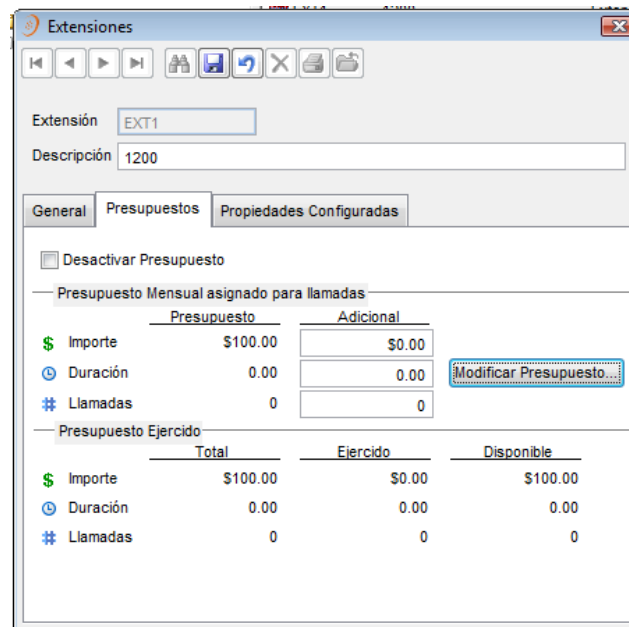 Extensiones
Extensión EXT1
Descripción 1200
General Presupuestos Propiedades Configuradas
Desactivar Presupuesto
Presupuesto Mensual asignado para llamadas
Presupuesto Adicional
$ Importe $100.00 $0.00
Duración 0.00 0.00 Modificar Presupuesto...
# Llamadas 0 0
Presupuesto Ejercido
Total Ejercido Disponible
$ Importe $100.00 $0.00 $100.00
Duración 0.00 0.00 0.00
# Llamadas 0 0 0